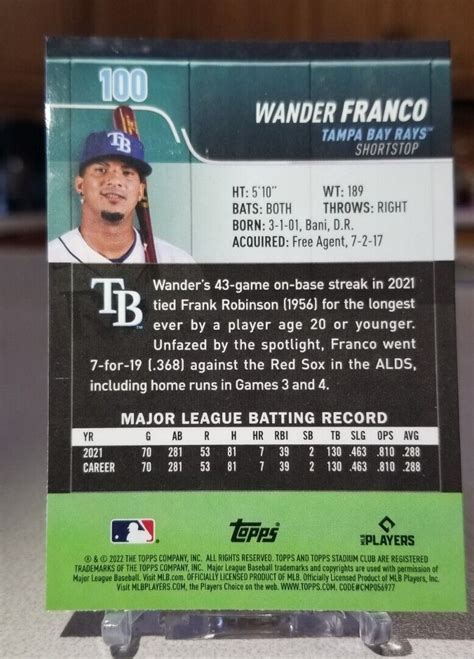 100
WANDER FRANCO
TAMPA BAY RAYS™
SHORTSTOP
TB
HT: 5'10" WT: 189
BATS: BOTH THROWS: RIGHT
BORN: 3-1-01, Bani, D.R.
ACQUIRED: Free Agent, 7-2-17
TB
Wander's 43-game on-base streak in 2021
tied Frank Robinson (1956) for the longest
ever by a player age 20 or younger.
Unfazed by the spotlight, Franco went
7-for-19 (.368) against the Red Sox in the ALDS,
including home runs in Games 3 and 4.
MAJOR LEAGUE BATTING RECORD
YR G AB R H HR RBI SB TB SLG OPS AVG
2021 70 281 53 81 7 39 2 130 .463 .810 .288
CAREER 70 281 53 81 7 39 2 130 .463 .810 .288
topps
MLB PLAYERS
® & © 2022 THE TOPPS COMPANY, INC. ALL RIGHTS RESERVED. TOPPS AND TOPPS STADIUM CLUB ARE REGISTERED
TRADEMARKS OF THE TOPPS COMPANY, INC. Major League Baseball trademarks and copyrights are used with permission of
Major League Baseball. Visit MLB.com. OFFICIALLY LICENSED PRODUCT OF MLB. Officially Licensed Product of MLB Players, Inc.
Visit MLBPLAYERS.com, the Players Choice on the web. WWW.TOPPS.COM. CODE#CMP056977